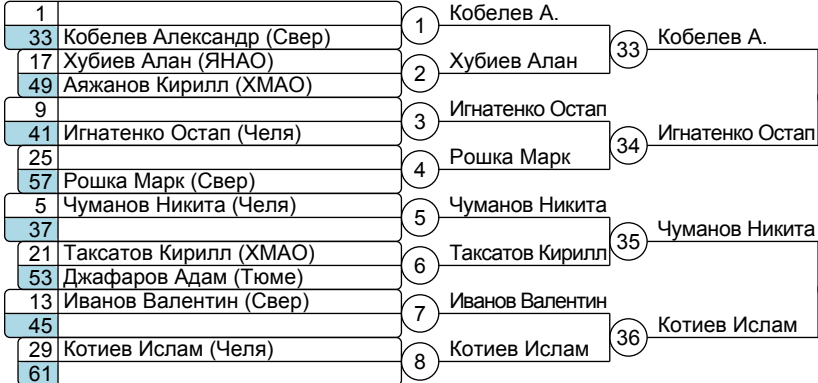 1
33 Кобелев Александр (Свер)
17 Хубиев Алан (ЯНАО)
49 Аяжанов Кирилл (ХМАО)
9
41 Игнатенко Остап (Челя)
25
57 Рошка Марк (Свер)
5 Чуманов Никита (Челя)
37
21 Таксатов Кирилл (ХМАО)
53 Джафаров Адам (Тюме)
13 Иванов Валентин (Свер)
45
29 Котиев Ислам (Челя)
61
1 Кобелев А.
2 Хубиев Алан
3 Игнатенко Остап
4 Рошка Марк
5 Чуманов Никита
6 Таксатов Кирилл
7 Иванов Валентин
8 Котиев Ислам
33 Кобелев А.
34 Игнатенко Остап
35 Чуманов Никита
36 Котиев Ислам